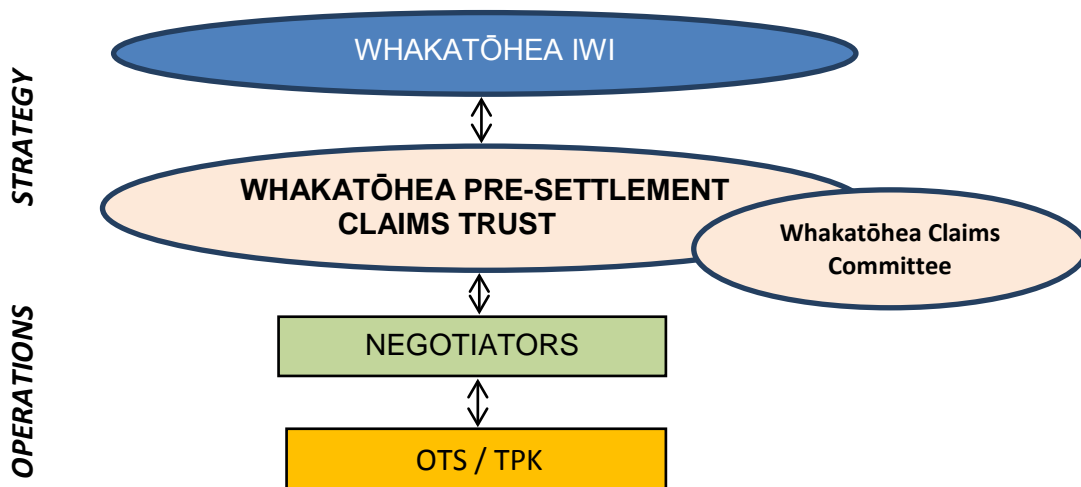 STRATEGY
WHAKATŌHEA IWI
WHAKATŌHEA PRE-SETTLEMENT
CLAIMS TRUST
Whakatōhea Claims
Committee
OPERATIONS
NEGOTIATORS
OTS / TPK